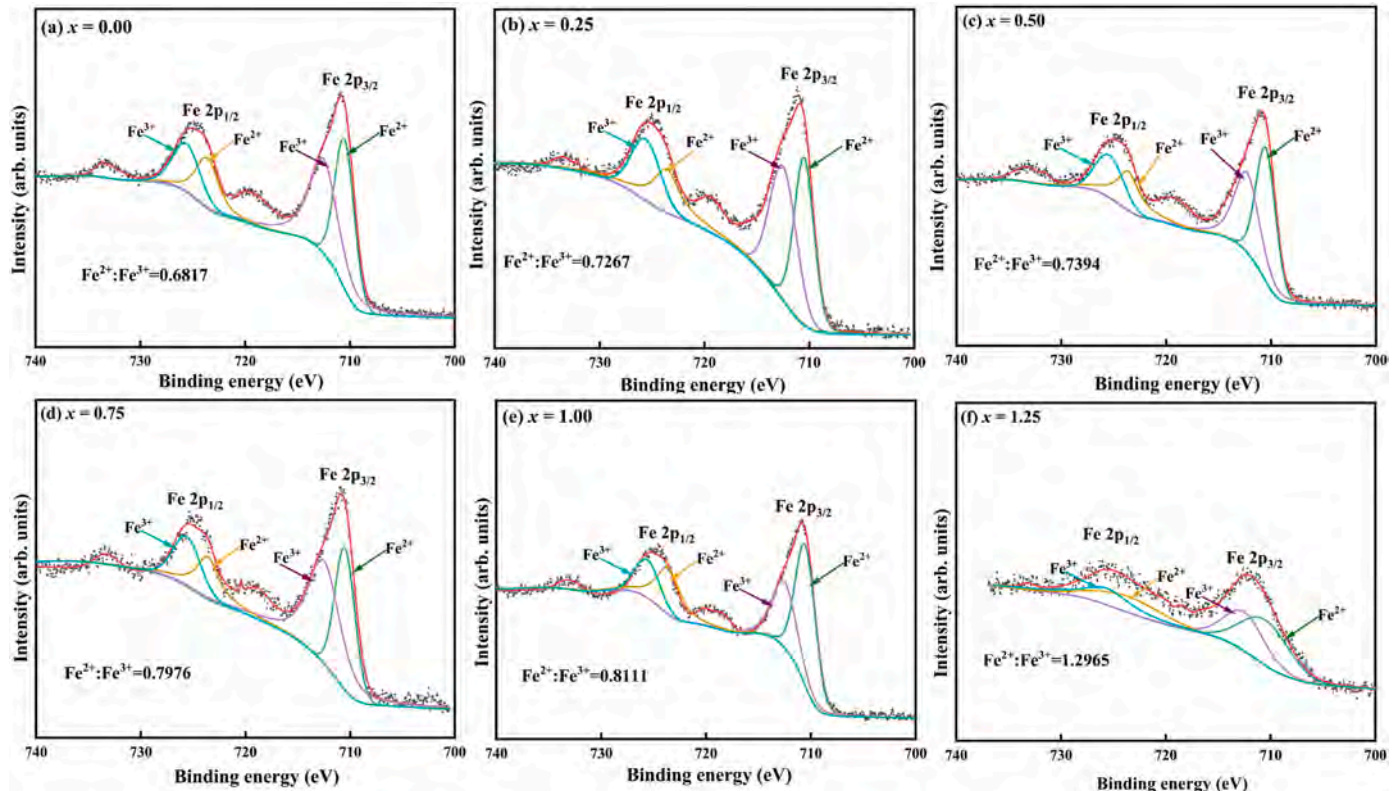 (a) x = 0.00
Fe 2p3/2
Fe 2p1/2
Fe3+
Fe2+
Fe3+
Fe2+
Fe2+:Fe3+=0.6817
Intensity (arb. units)
740 730 720 710 700
Binding energy (eV)
(b) x = 0.25
Fe 2p3/2
Fe 2p1/2
Fe3+
Fe2+
Fe3+
Fe2+
Fe2+:Fe3+=0.7267
Intensity (arb. units)
740 730 720 710 700
Binding energy (eV)
(c) x = 0.50
Fe 2p3/2
Fe 2p1/2
Fe3+
Fe2+
Fe3+
Fe2+
Fe2+:Fe3+=0.7394
Intensity (arb. units)
740 730 720 710 700
Binding energy (eV)
(d) x = 0.75
Fe 2p3/2
Fe 2p1/2
Fe3+
Fe2+
Fe3+
Fe2+
Fe2+:Fe3+=0.7976
Intensity (arb. units)
740 730 720 710 700
Binding energy (eV)
(e) x = 1.00
Fe 2p3/2
Fe 2p1/2
Fe3+
Fe2+
Fe3+
Fe2+
Fe2+:Fe3+=0.8111
Intensity (arb. units)
740 730 720 710 700
Binding energy (eV)
(f) x = 1.25
Fe 2p1/2
Fe 2p3/2
Fe3+
Fe2+
Fe3+
Fe2+
Fe2+:Fe3+=1.2965
Intensity (arb. units)
740 730 720 710 700
Binding energy (eV)